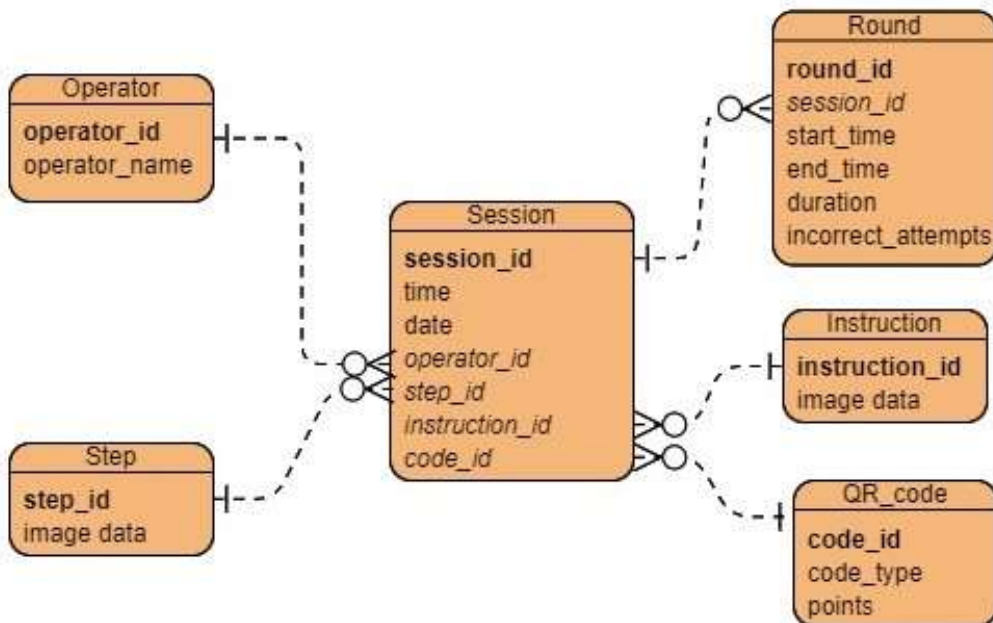 Operator
operator_id
operator_name
Step
step_id
image data
Session
session_id
time
date
operator_id
step_id
instruction_id
code_id
Round
round_id
session_id
start_time
end_time
duration
incorrect_attempts
Instruction
instruction_id
image data
QR_code
code_id
code_type
points